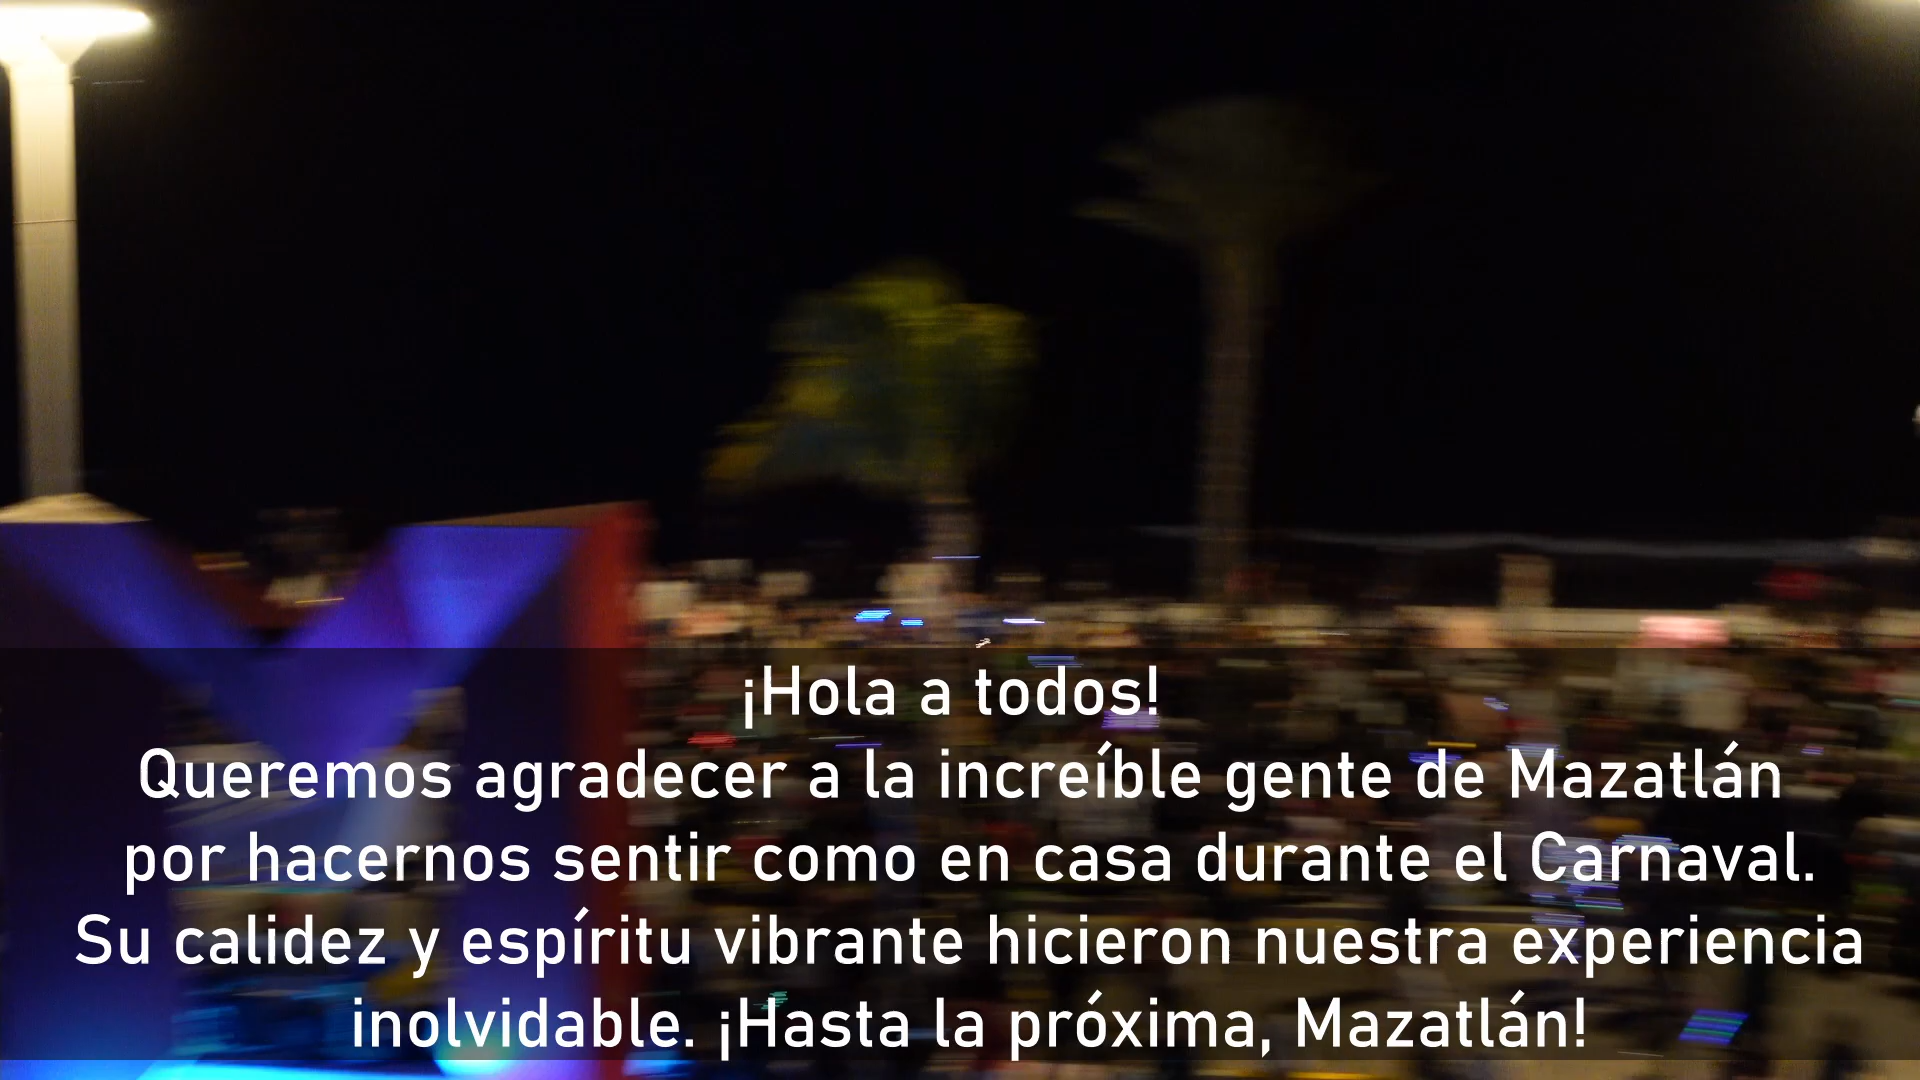 ¡Hola a todos!
Queremos agradecer a la increíble gente de Mazatlán
por hacernos sentir como en casa durante el Carnaval.
Su calidez y espíritu vibrante hicieron nuestra experiencia
inolvidable. ¡Hasta la próxima, Mazatlán!